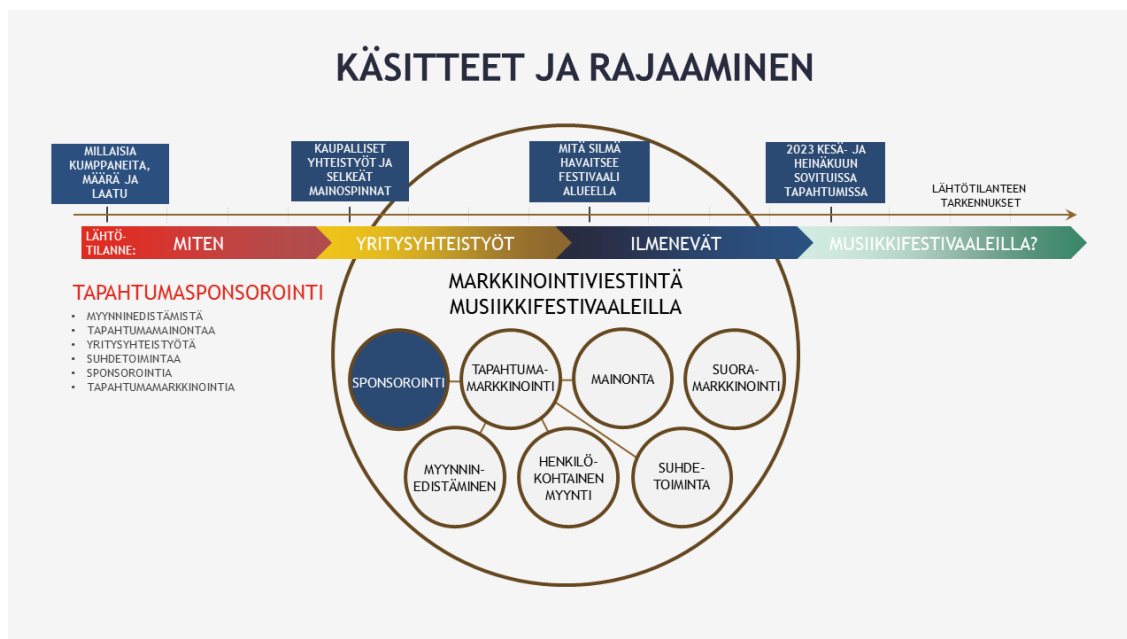 KÄSITTEET JA RAJAAMINEN
MILLAISIA
KUMPPANEITA,
MÄÄRÄ JA
LAATU
KAUPALLISET
YHTEISTYÖT JA
SELKEÄT
MAINOSPINNAT
MITÄ SILMÄ
HAVAITSEE
FESTIVAALI
ALUEELLA
2023 KESÄ- JA
HEINÄKUUN
SOVITUISSA
TAPAHTUMISSA
LÄHTÖTILANTEEN
TARKENNUKSET
LÄHTÖ-
TILANNE:
MITEN
YRITYSYHTEISTYÖT
ILMENEVÄT
MUSIIKKIFESTIVAALEILLA?
TAPAHTUMASPONSOROINTI
• MYYNNINEDISTÄMISTÄ
• TAPAHTUMAMAINONTAA
• YRITYSYHTEISTYÖTÄ
• SUHDETOIMINTAA
• SPONSOROINTIA
• TAPAHTUMAMARKKINOINTIA
MARKKINOINTIVIESTINTÄ
MUSIIKKIFESTIVAALEILLA
SPONSOROINTI
TAPAHTUMA-
MARKKINOINTI
MAINONTA
SUORA-
MARKKINOINTI
MYYNNIN-
EDISTÄMINEN
HENKILÖ-
KOHTAINEN
MYYNTI
SUHDE-
TOIMINTA